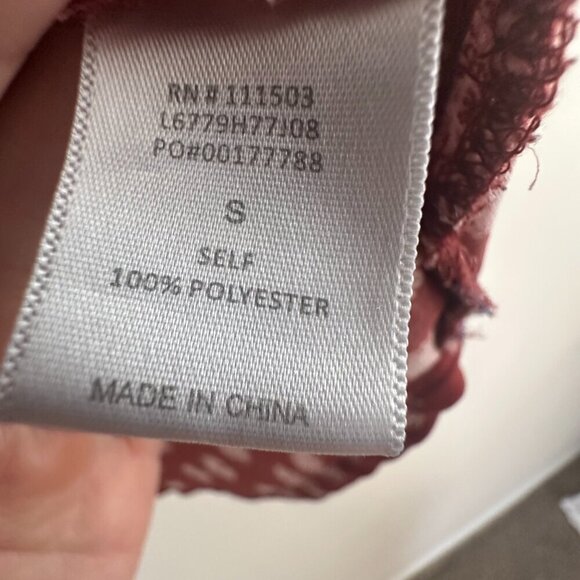 RN# 111503
L6779H77J08
PO#00177788
S
SELF
100% POLYESTER
MADE IN CHINA